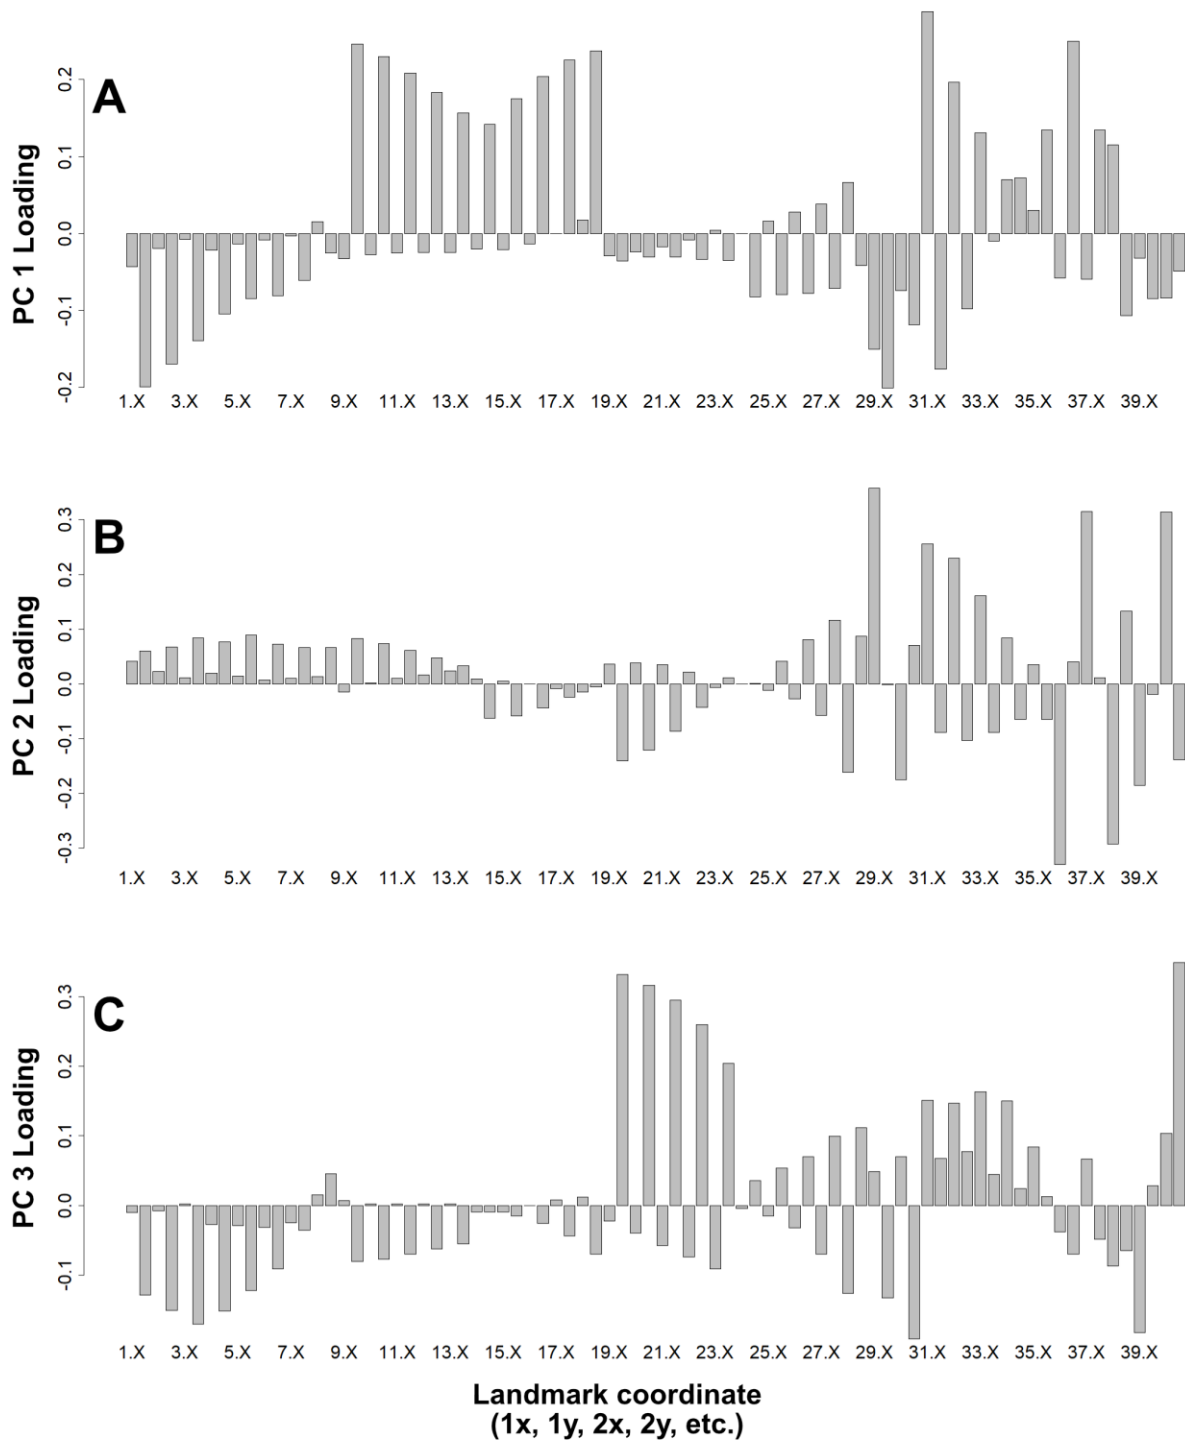 A
PC 1 Loading
0.2
0.1
0.0
-0.1
-0.2
1.X 3.X 5.X 7.X 9.X 11.X 13.X 15.X 17.X 19.X 21.X 23.X 25.X 27.X 29.X 31.X 33.X 35.X 37.X 39.X
B
PC 2 Loading
0.3
0.2
0.1
0.0
-0.1
-0.2
-0.3
1.X 3.X 5.X 7.X 9.X 11.X 13.X 15.X 17.X 19.X 21.X 23.X 25.X 27.X 29.X 31.X 33.X 35.X 37.X 39.X
C
PC 3 Loading
0.3
0.2
0.1
0.0
-0.1
1.X 3.X 5.X 7.X 9.X 11.X 13.X 15.X 17.X 19.X 21.X 23.X 25.X 27.X 29.X 31.X 33.X 35.X 37.X 39.X
Landmark coordinate
(1x, 1y, 2x, 2y, etc.)